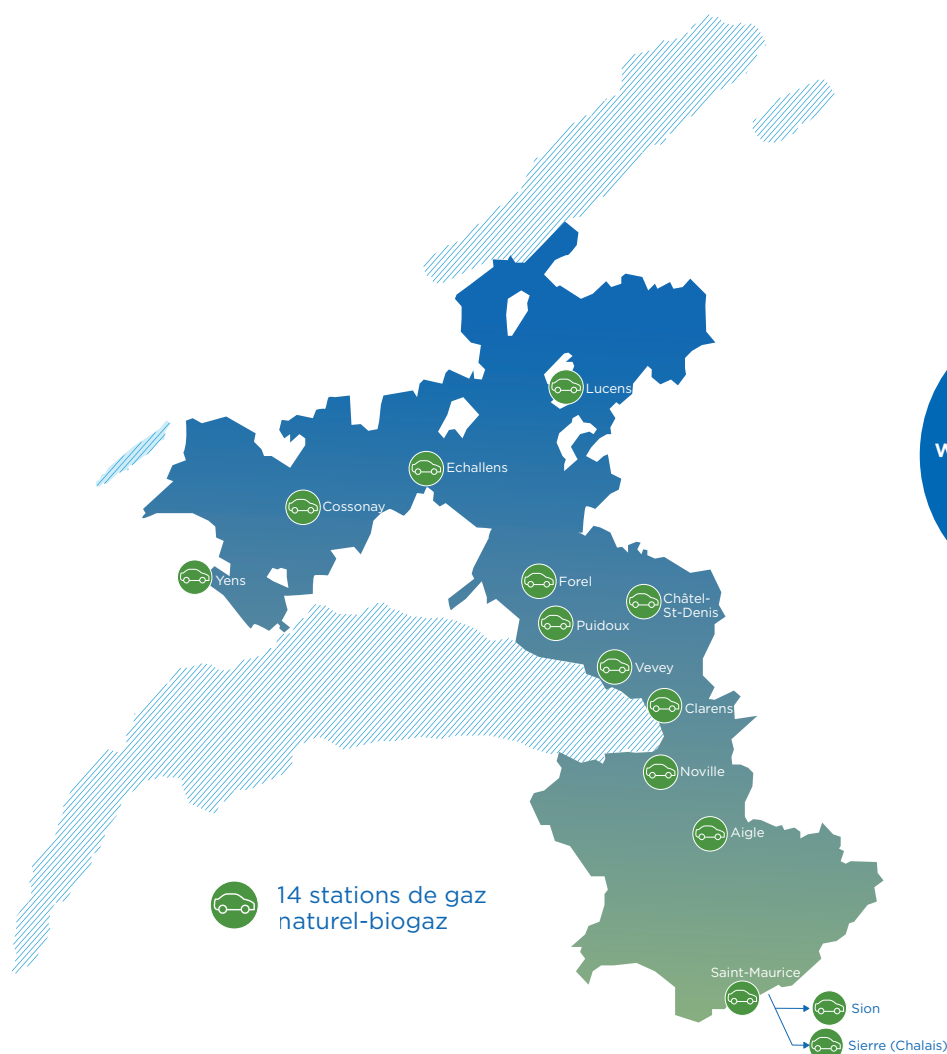 Lucens
W
Echallens
Cossonay
Yens
Forel
Châtel-
St-Denis
Puidoux
Vevey
Clarens
Noville
Aigle
14 stations de gaz
naturel-biogaz
Saint-Maurice
Sion
Sierre (Chalais)